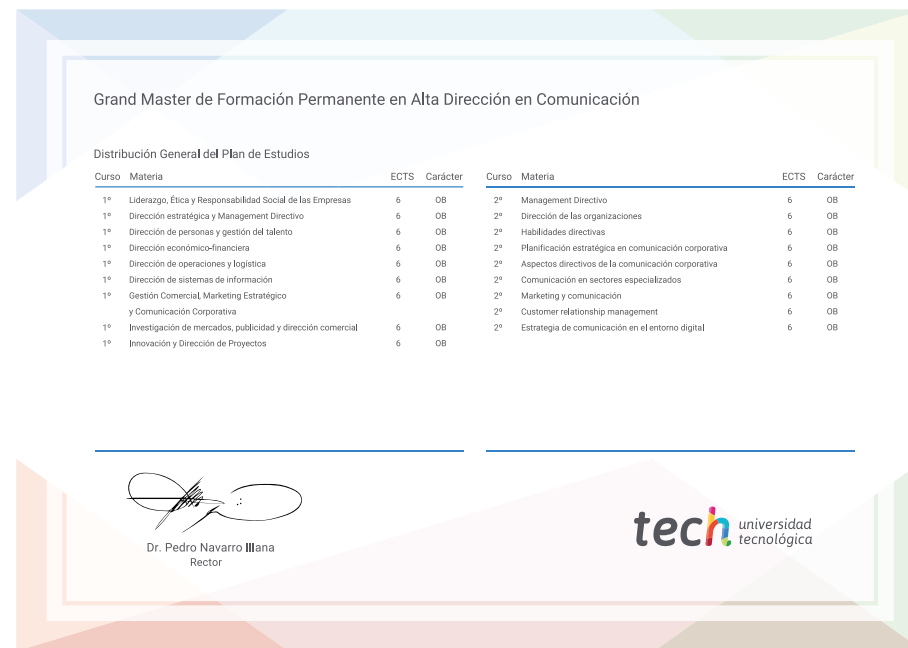 Grand Master de Formación Permanente en Alta Dirección en Comunicación
Distribución General del Plan de Estudios
Curso Materia ECTS Carácter
1º Liderazgo, Ética y Responsabilidad Social de las Empresas 6 OB
1º Dirección estratégica y Management Directivo 6 OB
1º Dirección de personas y gestión del talento 6 OB
1º Dirección económico-financiera 6 OB
1º Dirección de operaciones y logística 6 OB
1º Dirección de sistemas de información 6 OB
1º Gestión Comercial, Marketing Estratégico 6 OB
y Comunicación Corporativa
1º Investigación de mercados, publicidad y dirección comercial 6 OB
1º Innovación y Dirección de Proyectos 6 OB
Curso Materia ECTS Carácter
2º Management Directivo 6 OB
2º Dirección de las organizaciones 6 OB
2º Habilidades directivas 6 OB
2º Planificación estratégica en comunicación corporativa 6 OB
2º Aspectos directivos de la comunicación corporativa 6 OB
2º Comunicación en sectores especializados 6 OB
2º Marketing y comunicación 6 OB
2º Customer relationship management 6 OB
2º Estrategia de comunicación en el entorno digital 6 OB
Dr. Pedro Navarro Illana
Rector
tech universidad
tecnológica